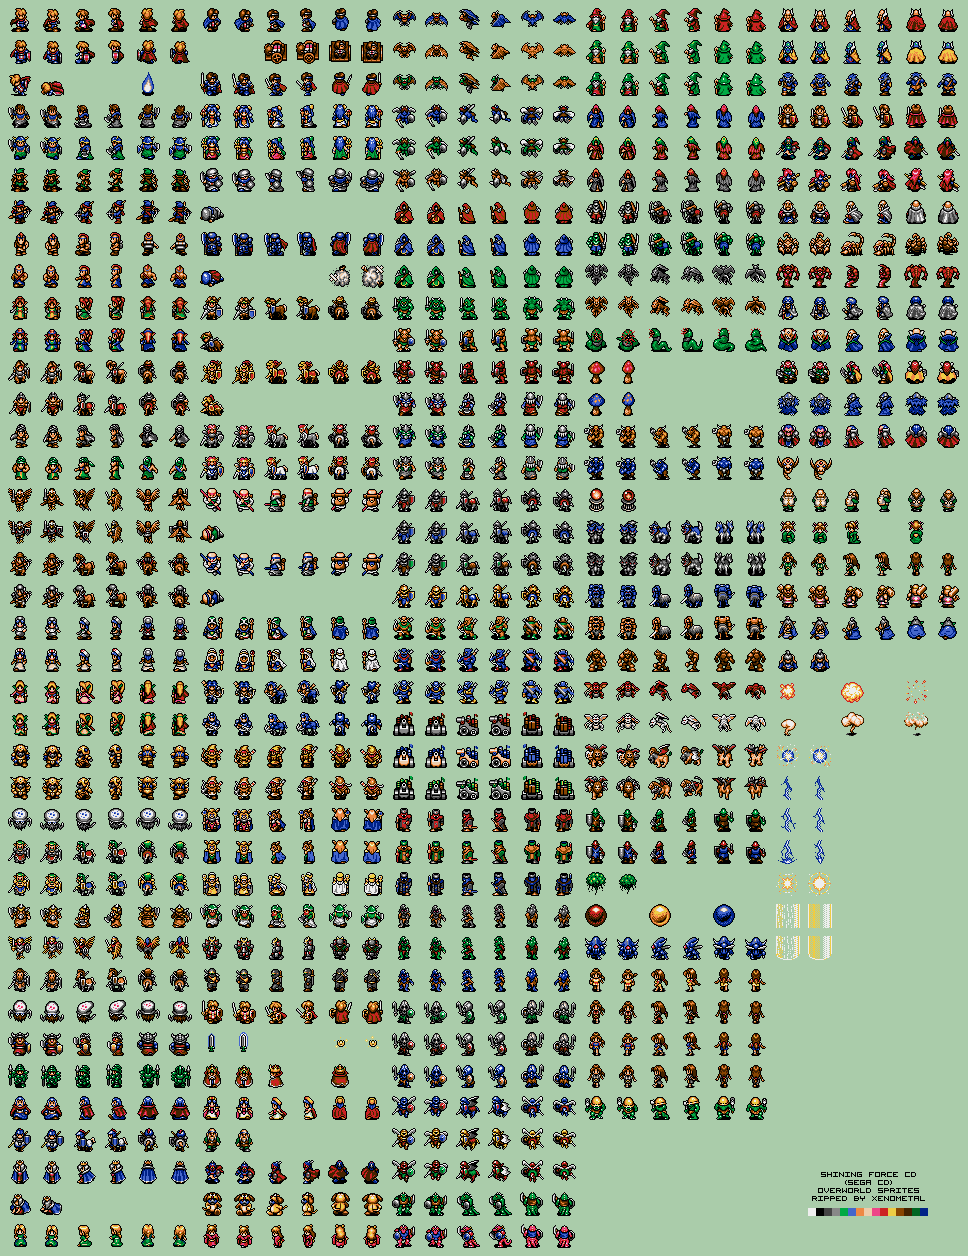 SHINING FORCE CD
(SEGA CD)
OVERWORLD SPRITES
RIPPED BY XENOMETAL